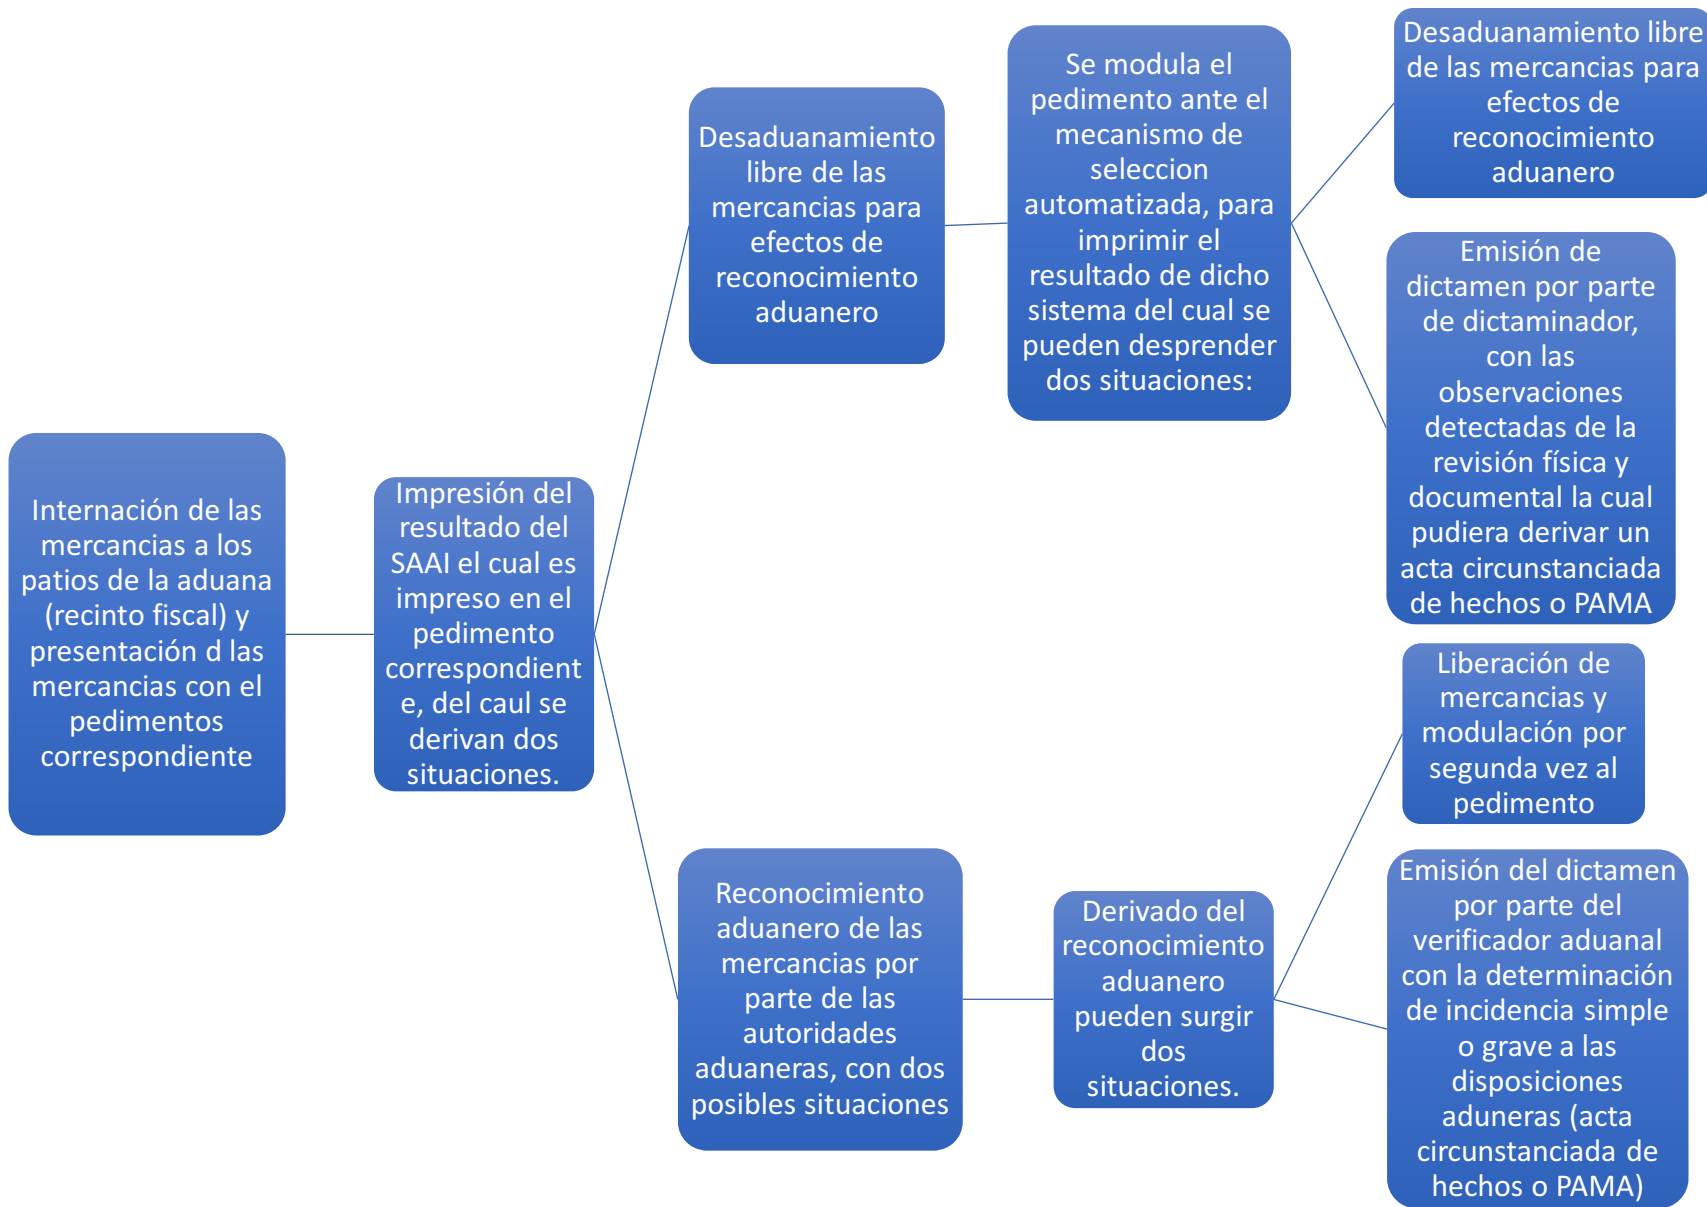 Internación de las
mercancias a los
patios de la aduana
(recinto fiscal) y
presentación d las
mercancias con el
pedimentos
correspondiente
Impresión del
resultado del
SAAI el cual es
impreso en el
pedimento
correspondient
e, del caul se
derivan dos
situaciones.
Desaduanamiento
libre de las
mercancias para
efectos de
reconocimiento
aduanero
Se modula el
pedimento ante el
mecanismo de
seleccion
automatizada, para
imprimir el
resultado de dicho
sistema del cual se
pueden desprender
dos situaciones:
Desaduanamiento libre
de las mercancias para
efectos de
reconocimiento
aduanero
Emisión de
dictamen por parte
de dictaminador,
con las
observaciones
detectadas de la
revisión física y
documental la cual
pudiera derivar un
acta circunstanciada
de hechos o PAMA
Reconocimiento
aduanero de las
mercancias por
parte de las
autoridades
aduaneras, con dos
posibles situaciones
Derivado del
reconocimiento
aduanero
pueden surgir
dos
situaciones.
Liberación de
mercancias y
modulación por
segunda vez al
pedimento
Emisión del dictamen
por parte del
verificador aduanal
con la determinación
de incidencia simple
o grave a las
disposiciones
aduneras (acta
circunstanciada de
hechos o PAMA)